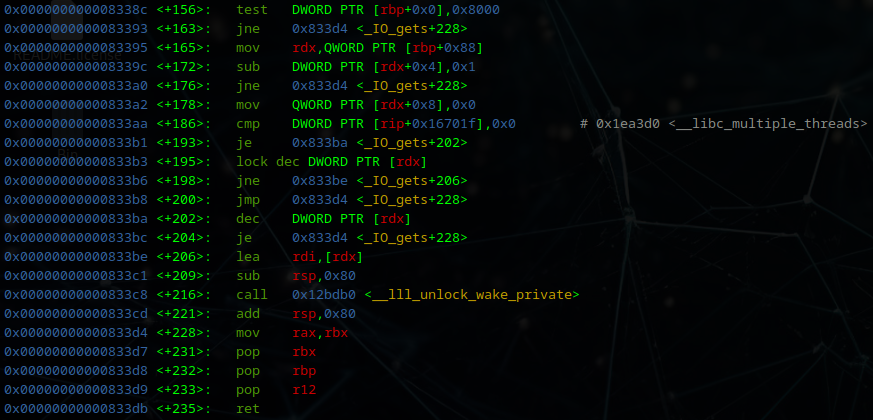 0x000000000008338c <+156>: test DWORD PTR [rbp+0x0],0x8000
0x0000000000083393 <+163>: jne 0x833d4 <_IO_gets+228>
0x0000000000083395 <+165>: mov rdx,QWORD PTR [rbp+0x88]
0x000000000008339c <+172>: sub DWORD PTR [rdx+0x4],0x1
0x00000000000833a0 <+176>: jne 0x833d4 <_IO_gets+228>
0x00000000000833a2 <+178>: mov QWORD PTR [rdx+0x8],0x0
0x00000000000833aa <+186>: cmp DWORD PTR [rip+0x16701f],0x0 # 0x1ea3d0 <__libc_multiple_threads>
0x00000000000833b1 <+193>: je 0x833ba <_IO_gets+202>
0x00000000000833b3 <+195>: lock dec DWORD PTR [rdx]
0x00000000000833b6 <+198>: jne 0x833be <_IO_gets+206>
0x00000000000833b8 <+200>: jmp 0x833d4 <_IO_gets+228>
0x00000000000833ba <+202>: dec DWORD PTR [rdx]
0x00000000000833bc <+204>: je 0x833d4 <_IO_gets+228>
0x00000000000833be <+206>: lea rdi,[rdx]
0x00000000000833c1 <+209>: sub rsp,0x80
0x00000000000833c8 <+216>: call 0x12bdb0 <__lll_unlock_wake_private>
0x00000000000833cd <+221>: add rsp,0x80
0x00000000000833d4 <+228>: mov rax,rbx
0x00000000000833d7 <+231>: pop rbx
0x00000000000833d8 <+232>: pop rbp
0x00000000000833d9 <+233>: pop r12
0x00000000000833db <+235>: ret